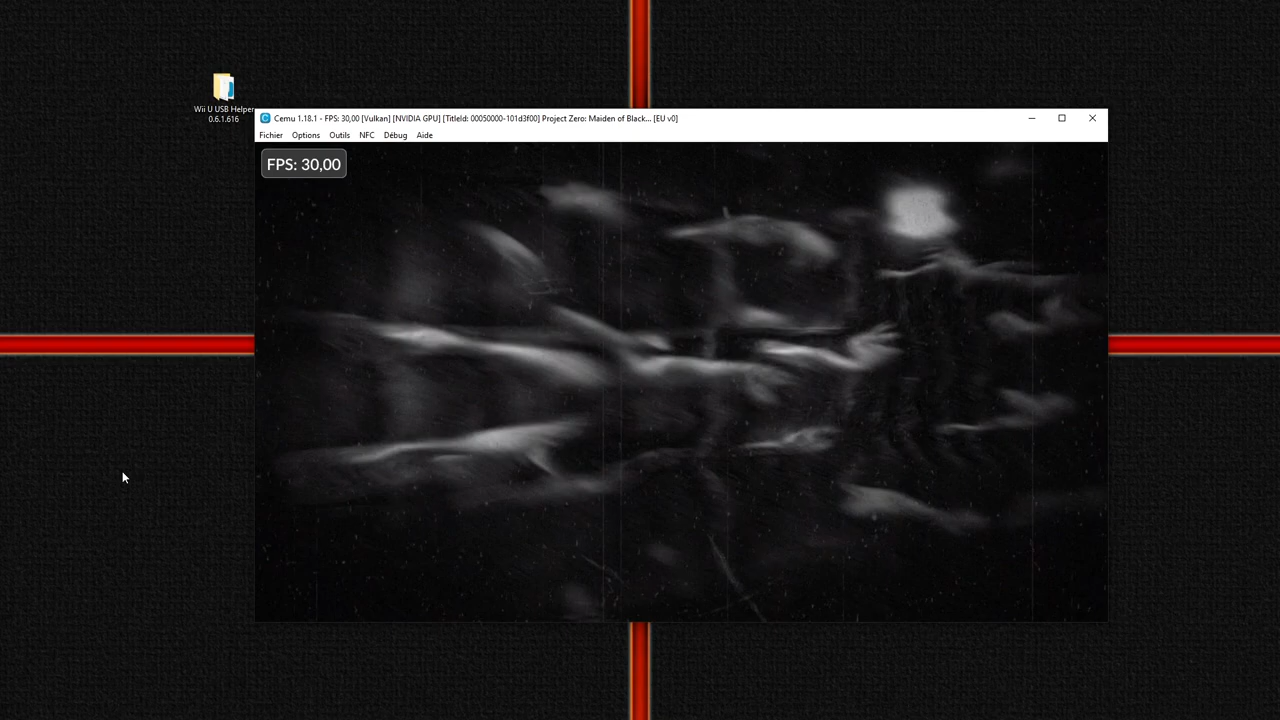 Wii U USB Helper
0.6.1.616
Cemu 1.18.1 - FPS: 30,00 [Vulkan] [NVIDIA GPU] [TitleId: 00050000-101d3f00] Project Zero: Maiden of Black... [EU v0]
Fichier Options Outils NFC Débug Aide
FPS: 30,00